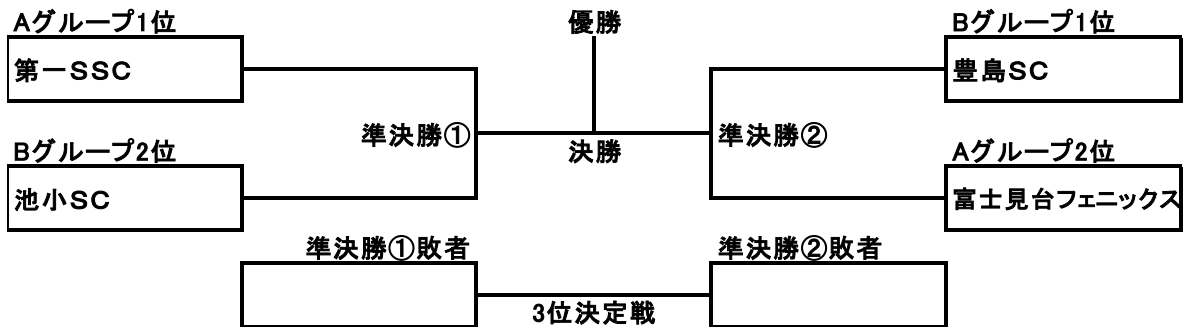 Aグループ1位
優勝
Bグループ1位
第一SSC
豊島SC
準決勝①
準決勝②
決勝
Bグループ2位
Aグループ2位
池小SC
富士見台フェニックス
準決勝①敗者
準決勝②敗者
3位決定戦